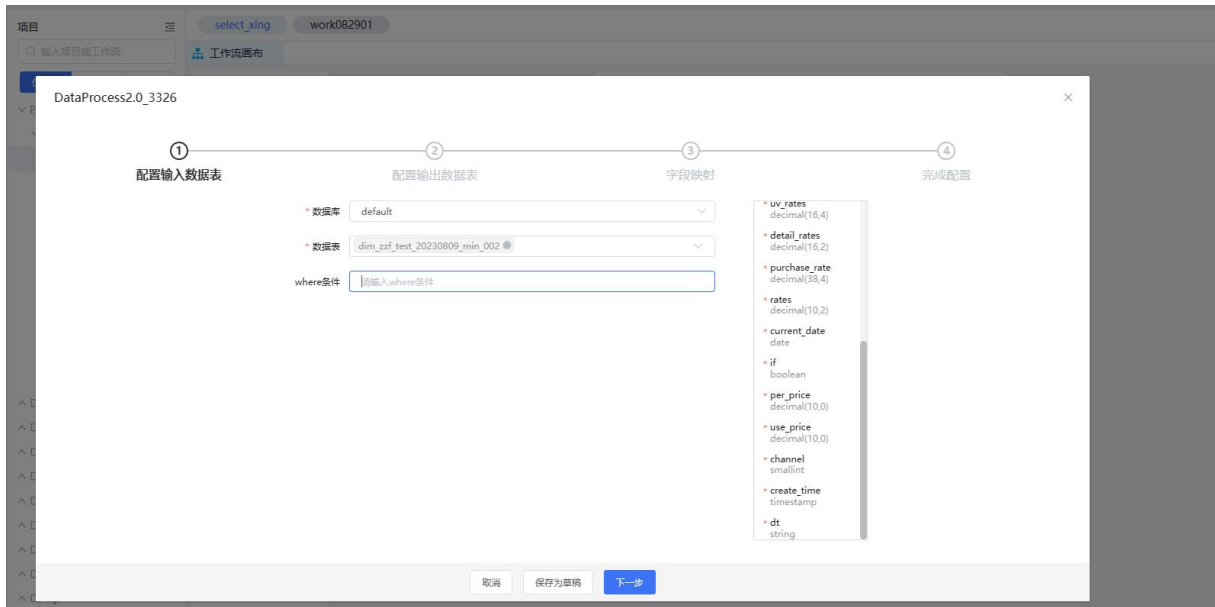 项目
select_xing
work082901
输入项目或工作流
工作流画布
DataProcess2.0_3326
1
配置输入数据表
2
配置输出数据表
3
字段映射
4
完成配置
* 数据库
default
* 数据表
dim_zzf_test_20230809_min_002
where条件
请输入where条件
* uv_rates
decimal(16,4)
* detail_rates
decimal(16,2)
* purchase_rate
decimal(38,4)
* rates
decimal(10,2)
* current_date
date
* if
boolean
* per_price
decimal(10,0)
* use_price
decimal(10,0)
* channel
smallint
* create_time
timestamp
* dt
string
取消
保存为草稿
下一步